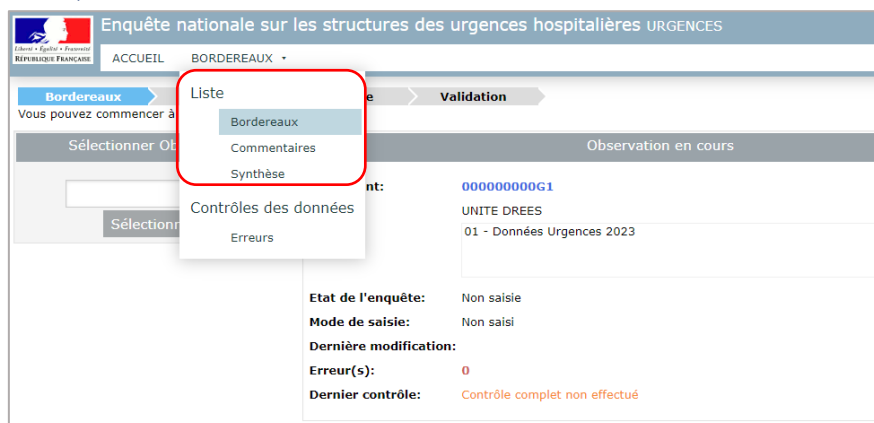 Enquête nationale sur les structures des urgences hospitalières URGENCES
Liberté • Égalité • Fraternité
RÉPUBLIQUE FRANÇAISE
ACCUEIL BORDEREAUX
Bordereaux e Validation
Vous pouvez commencer à
Liste
Bordereaux
Commentaires
Synthèse
Contrôles des données
Erreurs
Sélectionner Ob
Sélectionn
Observation en cours
nt: 000000000G1
UNITE DREES
01 - Données Urgences 2023
Etat de l'enquête: Non saisie
Mode de saisie: Non saisi
Dernière modification:
Erreur(s): 0
Dernier contrôle: Contrôle complet non effectué